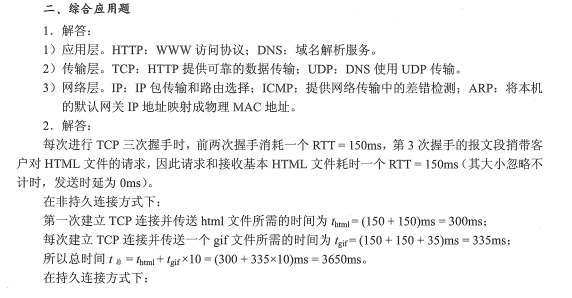 二、综合应用题
1．解答：
1）应用层。HTTP：WWW 访问协议；DNS：域名解析服务。
2）传输层。TCP：HTTP 提供可靠的数据传输；UDP：DNS 使用 UDP 传输。
3）网络层。IP：IP 包传输和路由选择；ICMP：提供网络传输中的差错检测；ARP：将本机
的默认网关 IP 地址映射成物理 MAC 地址。
2．解答：
每次进行 TCP 三次握手时，前两次握手消耗一个 RTT = 150ms，第 3 次握手的报文段捎带客
户对 HTML 文件的请求，因此请求和接收基本 HTML 文件耗时一个 RTT = 150ms（其大小忽略不
计时，发送时延为 0ms）。
在非持久连接方式下：
第一次建立 TCP 连接并传送 html 文件所需的时间为 thtml = (150 + 150)ms = 300ms；
每次建立 TCP 连接并传送一个 gif 文件所需的时间为 tgif = (150 + 150 + 35)ms = 335ms；
所以总时间 t总 = thtml + tgif×10 = (300 + 335×10)ms = 3650ms。
在持久连接方式下：